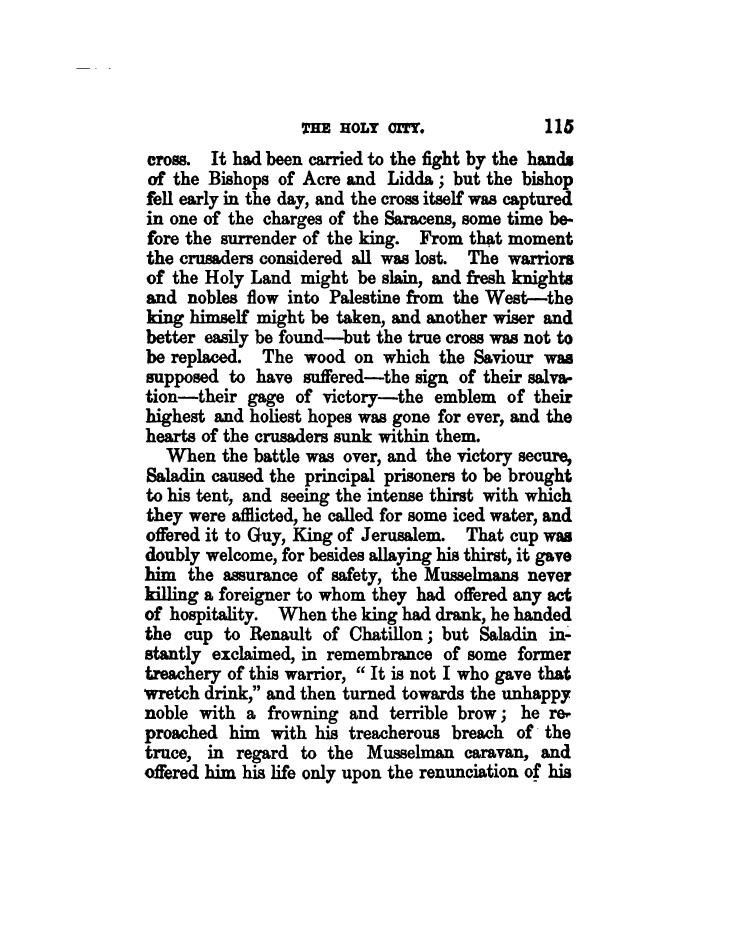 THE HOLY CITY. 115
cross. It had been carried to the fight by the hands
of the Bishops of Acre and Lidda; but the bishop
fell early in the day, and the cross itself was captured
in one of the charges of the Saracens, some time be-
fore the surrender of the king. From that moment
the crusaders considered all was lost. The warriors
of the Holy Land might be slain, and fresh knights
and nobles flow into Palestine from the West—the
king himself might be taken, and another wiser and
better easily be found—but the true cross was not to
be replaced. The wood on which the Saviour was
supposed to have suffered—the sign of their salva-
tion—their gage of victory—the emblem of their
highest and holiest hopes was gone for ever, and the
hearts of the crusaders sunk within them.
When the battle was over, and the victory secure,
Saladin caused the principal prisoners to be brought
to his tent, and seeing the intense thirst with which
they were afflicted, he called for some iced water, and
offered it to Guy, King of Jerusalem. That cup was
doubly welcome, for besides allaying his thirst, it gave
him the assurance of safety, the Musselmans never
killing a foreigner to whom they had offered any act
of hospitality. When the king had drank, he handed
the cup to Renault of Chatillon; but Saladin in-
stantly exclaimed, in remembrance of some former
treachery of this warrior, “It is not I who gave that
wretch drink,” and then turned towards the unhappy
noble with a frowning and terrible brow; he re-
proached him with his treacherous breach of the
truce, in regard to the Musselman caravan, and
offered him his life only upon the renunciation of his